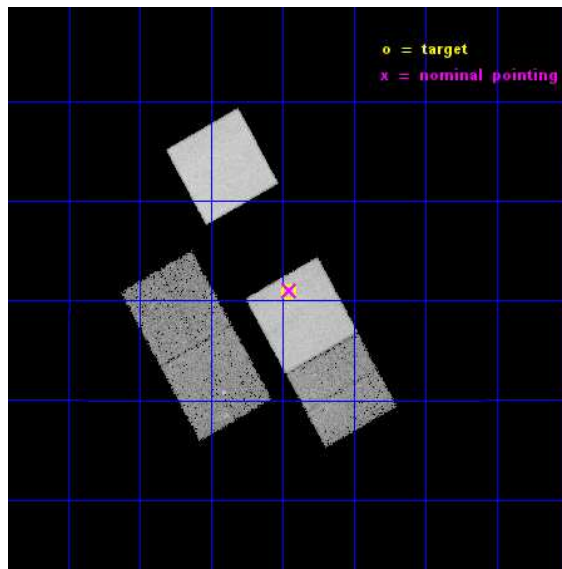 o = target
x = nominal pointing